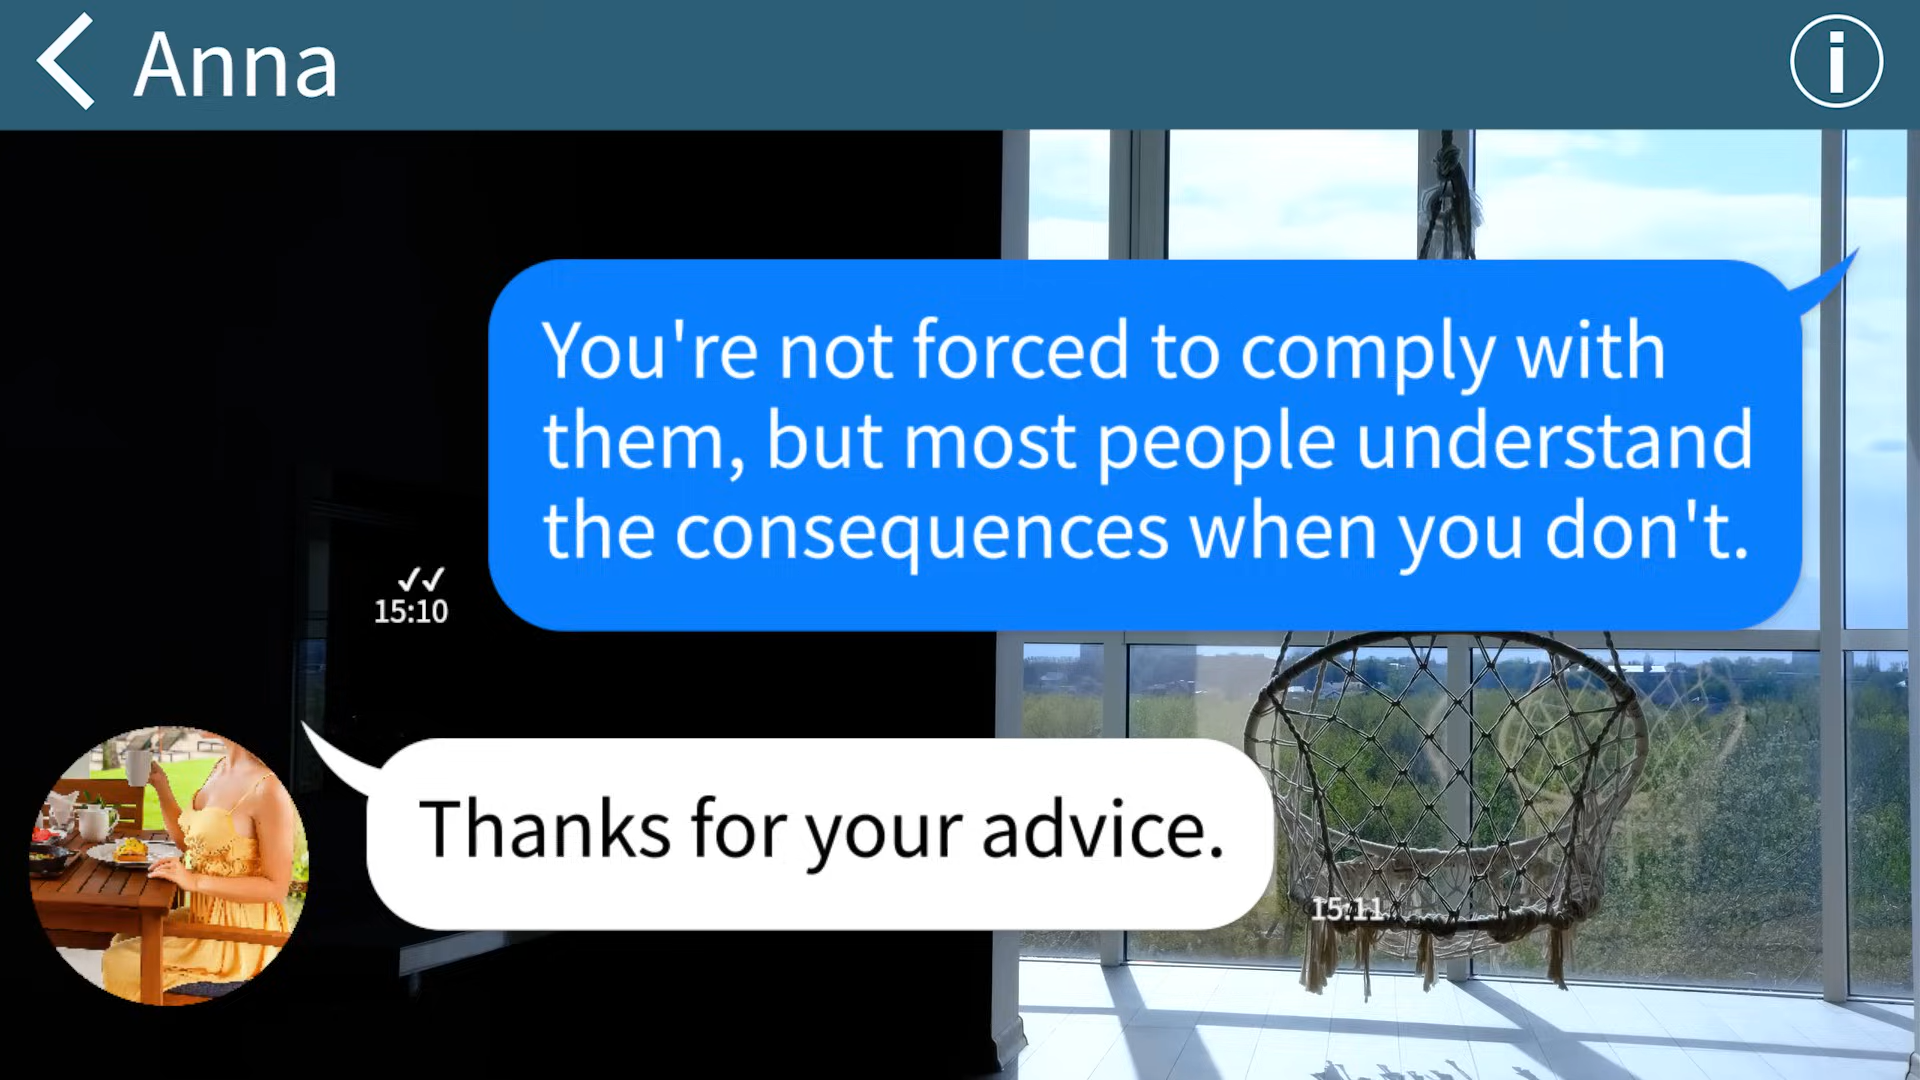 Anna
You're not forced to comply with
them, but most people understand
the consequences when you don't.
✓✓
15:10
Thanks for your advice.
15:11